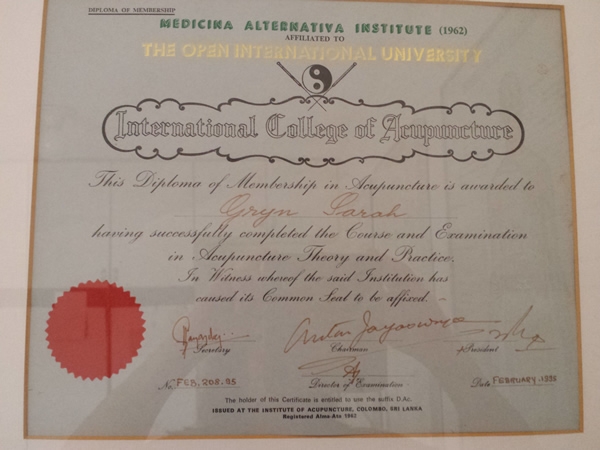 DIPLOMA OF MEMBERSHIP
MEDICINA ALTERNATIVA INSTITUTE (1962)
AFFILIATED TO
THE OPEN INTERNATIONAL UNIVERSITY
International College of Acupuncture
This Diploma of Membership in Acupuncture is awarded to
Gryn Sarah
having successfully completed the Course and Examination
in Acupuncture Theory and Practice.
In Witness whereof the said Institution has
caused its Common Seal to be affixed.
Secretary Chairman President
No. FEB. 208.95 Director of Examination Date FEBRUARY, 1995
The holder of this Certificate is entitled to use the suffix D.Ac.
ISSUED AT THE INSTITUTE OF ACUPUNCTURE, COLOMBO, SRI LANKA
Registered Alma-Ata 1962